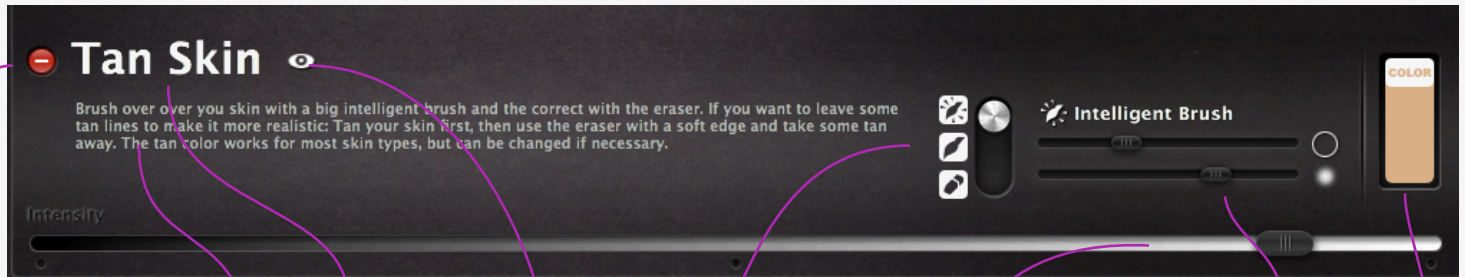 Tan Skin
Brush over over you skin with a big intelligent brush and the correct with the eraser. If you want to leave some
tan lines to make it more realistic: Tan your skin first, then use the eraser with a soft edge and take some tan
away. The tan color works for most skin types, but can be changed if necessary.
Intelligent Brush
COLOR
Intensity